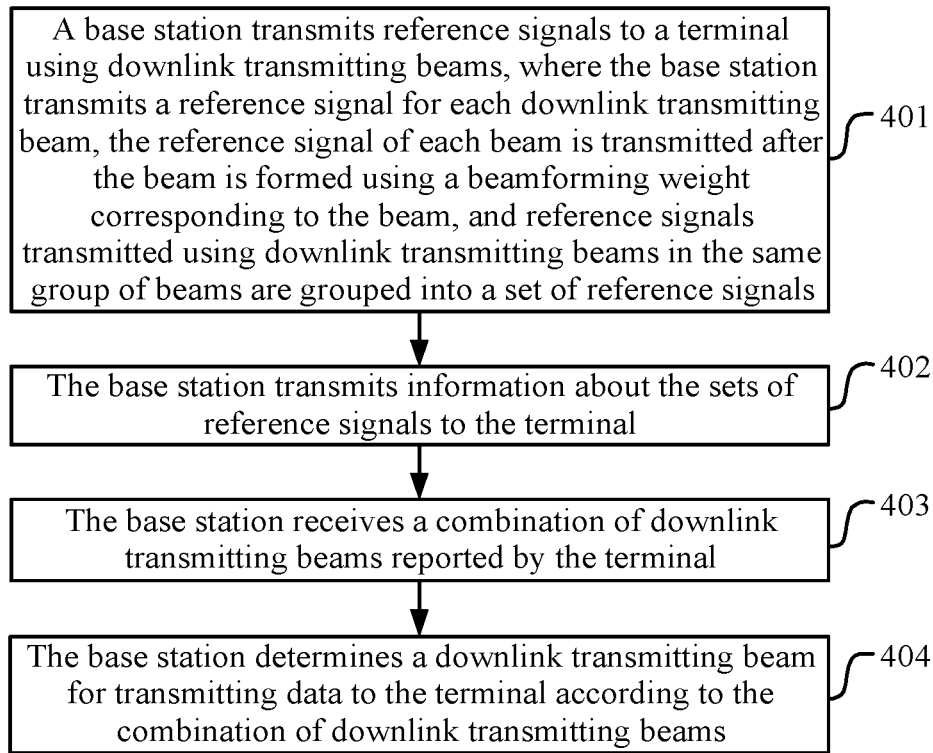 A base station transmits reference signals to a terminal
using downlink transmitting beams, where the base station
transmits a reference signal for each downlink transmitting
beam, the reference signal of each beam is transmitted after
the beam is formed using a beamforming weight
corresponding to the beam, and reference signals
transmitted using downlink transmitting beams in the same
group of beams are grouped into a set of reference signals
401
The base station transmits information about the sets of
reference signals to the terminal
402
The base station receives a combination of downlink
transmitting beams reported by the terminal
403
The base station determines a downlink transmitting beam
for transmitting data to the terminal according to the
combination of downlink transmitting beams
404